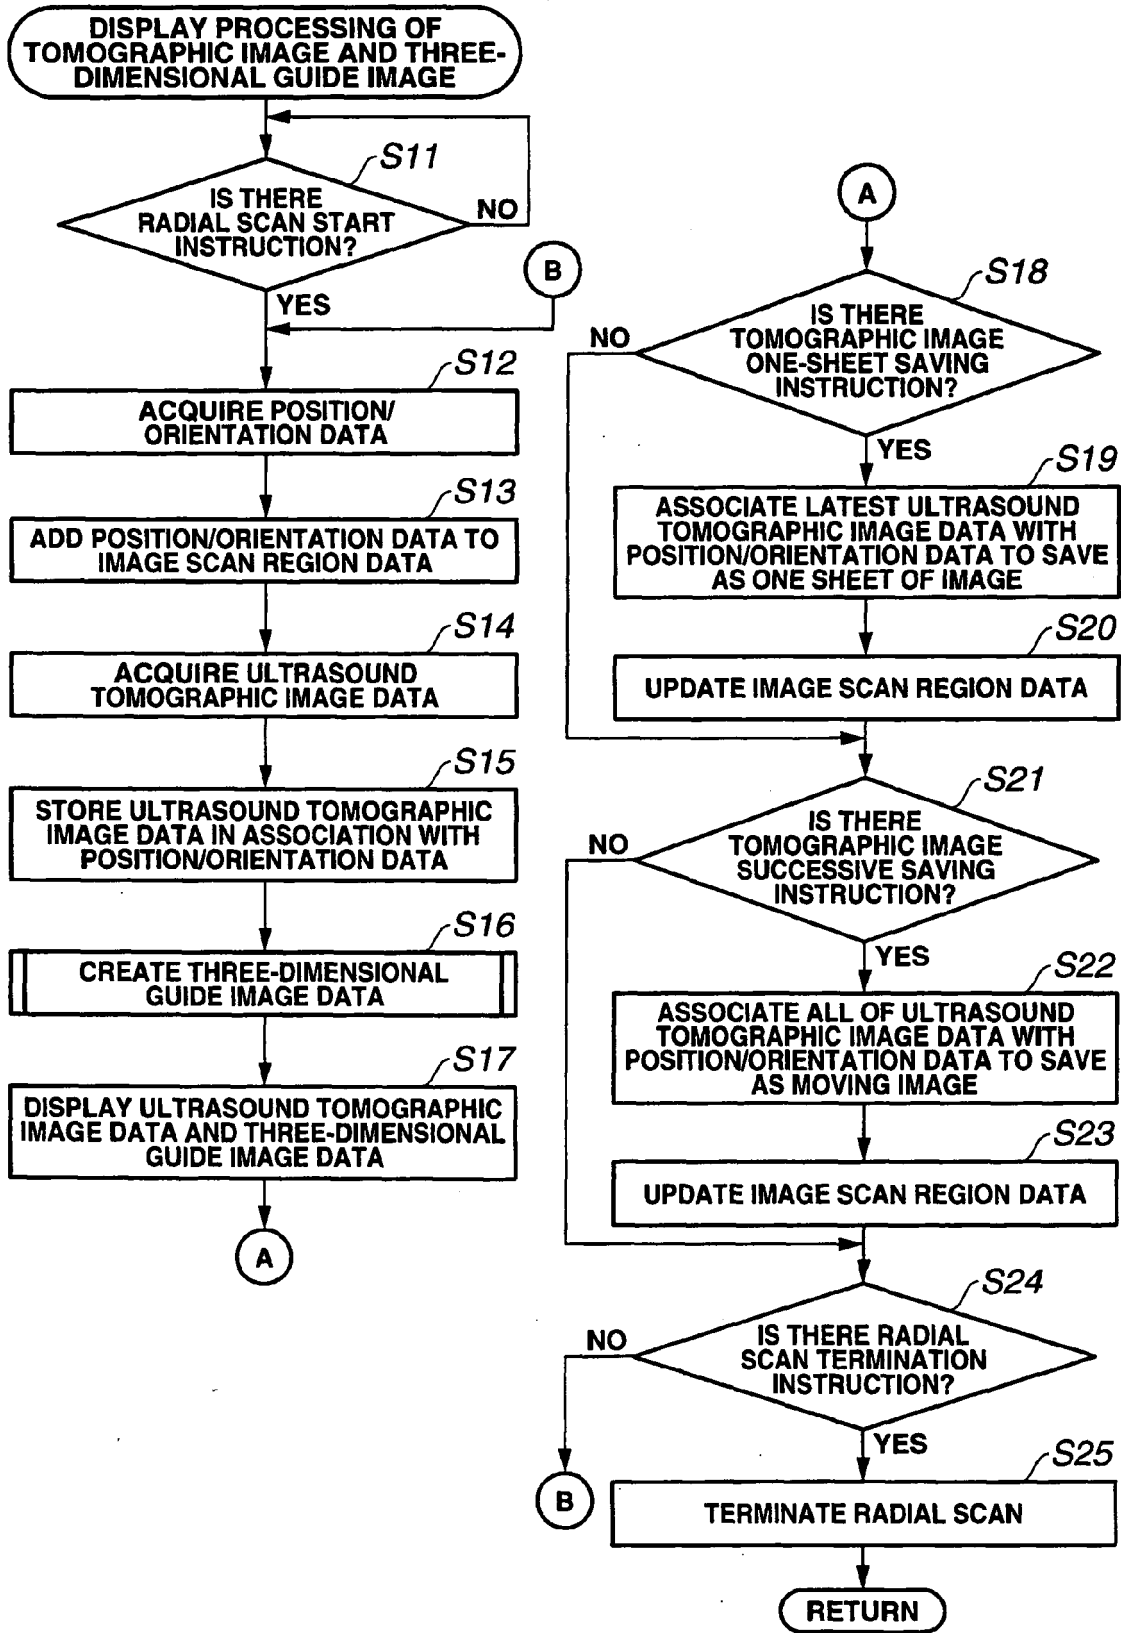 DISPLAY PROCESSING OF
TOMOGRAPHIC IMAGE AND THREE-
DIMENSIONAL GUIDE IMAGE
S11
IS THERE
RADIAL SCAN START
INSTRUCTION?
NO
YES
B
S12
ACQUIRE POSITION/
ORIENTATION DATA
S13
ADD POSITION/ORIENTATION DATA TO
IMAGE SCAN REGION DATA
S14
ACQUIRE ULTRASOUND
TOMOGRAPHIC IMAGE DATA
S15
STORE ULTRASOUND TOMOGRAPHIC
IMAGE DATA IN ASSOCIATION WITH
POSITION/ORIENTATION DATA
S16
CREATE THREE-DIMENSIONAL
GUIDE IMAGE DATA
S17
DISPLAY ULTRASOUND TOMOGRAPHIC
IMAGE DATA AND THREE-DIMENSIONAL
GUIDE IMAGE DATA
A
A
S18
IS THERE
TOMOGRAPHIC IMAGE
ONE-SHEET SAVING
INSTRUCTION?
NO
YES
S19
ASSOCIATE LATEST ULTRASOUND
TOMOGRAPHIC IMAGE DATA WITH
POSITION/ORIENTATION DATA TO SAVE
AS ONE SHEET OF IMAGE
S20
UPDATE IMAGE SCAN REGION DATA
S21
IS THERE
TOMOGRAPHIC IMAGE
SUCCESSIVE SAVING
INSTRUCTION?
NO
YES
S22
ASSOCIATE ALL OF ULTRASOUND
TOMOGRAPHIC IMAGE DATA WITH
POSITION/ORIENTATION DATA TO SAVE
AS MOVING IMAGE
S23
UPDATE IMAGE SCAN REGION DATA
S24
IS THERE RADIAL
SCAN TERMINATION
INSTRUCTION?
NO
YES
B
S25
TERMINATE RADIAL SCAN
RETURN